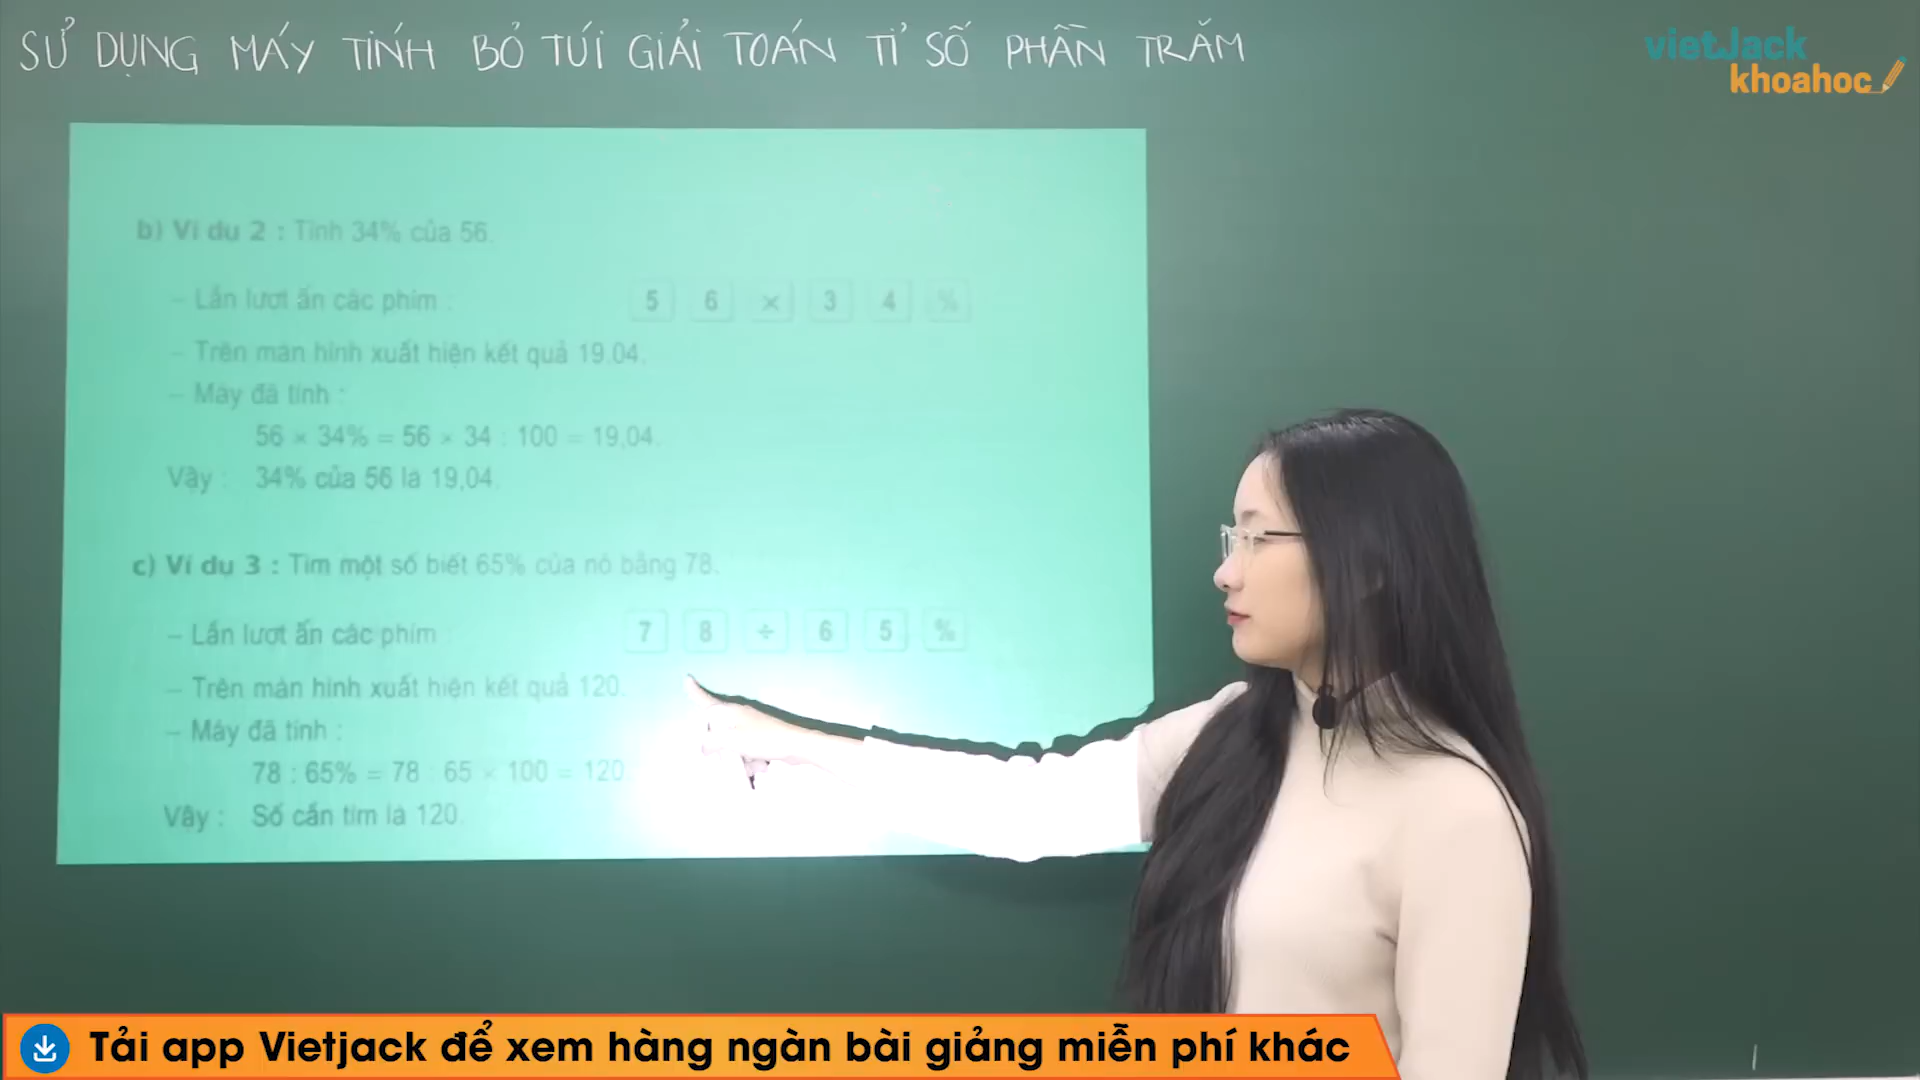 SỬ DỤNG MÁY TÍNH BỎ TÚI GIẢI TOÁN TỈ SỐ PHẦN TRĂM
vietJack
khoahoc
b) Ví dụ 2 : Tính 34% của 56.
– Lần lượt ấn các phím : 5 6 × 3 4 %
– Trên màn hình xuất hiện kết quả 19.04.
– Máy đã tính :
56 × 34% = 56 × 34 : 100 = 19,04.
Vậy : 34% của 56 là 19,04.
c) Ví dụ 3 : Tìm một số biết 65% của nó bằng 78.
– Lần lượt ấn các phím 7 8 ÷ 6 5 %
– Trên màn hình xuất hiện kết quả 120.
– Máy đã tính :
78 : 65% = 78 : 65 × 100 = 120
Vậy : Số cần tìm là 120.
Tải app Vietjack để xem hàng ngàn bài giảng miễn phí khác